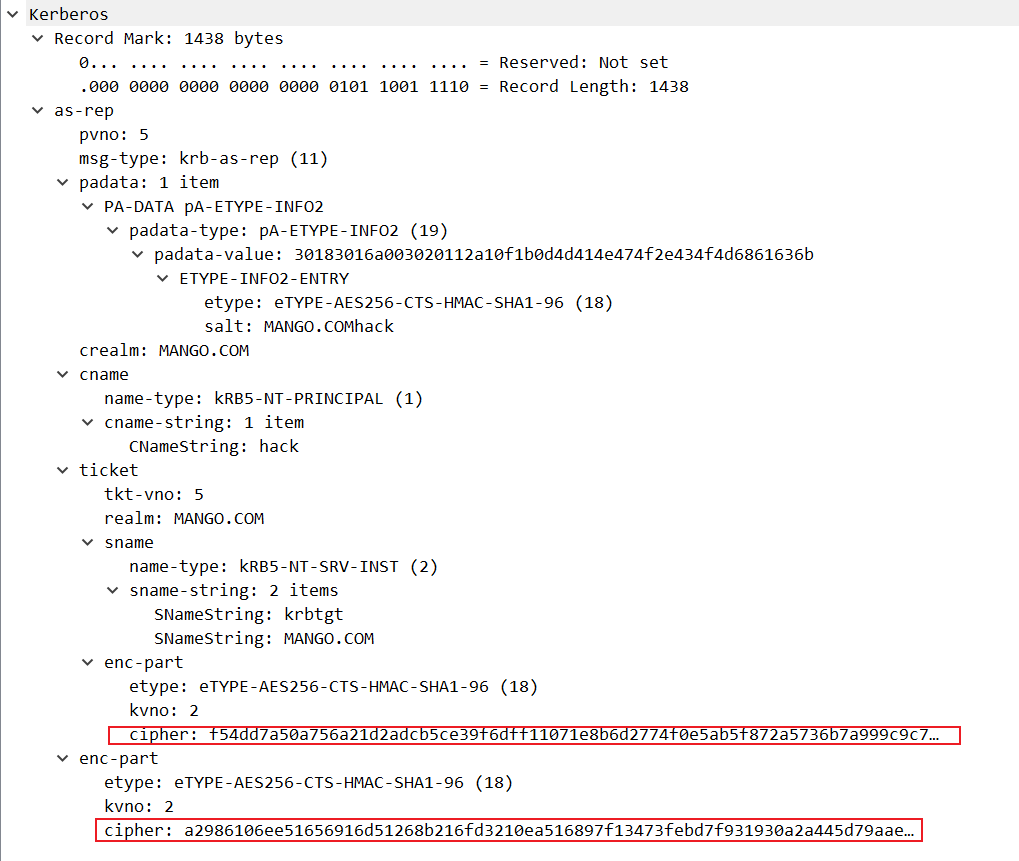 Kerberos
Record Mark: 1438 bytes
0... .... .... .... .... .... .... .... = Reserved: Not set
.000 0000 0000 0000 0000 0101 1001 1110 = Record Length: 1438
as-rep
pvno: 5
msg-type: krb-as-rep (11)
padata: 1 item
PA-DATA pA-ETYPE-INFO2
padata-type: pA-ETYPE-INFO2 (19)
padata-value: 30183016a003020112a10f1b0d4d414e474f2e434f4d6861636b
ETYPE-INFO2-ENTRY
etype: eTYPE-AES256-CTS-HMAC-SHA1-96 (18)
salt: MANGO.COMhack
crealm: MANGO.COM
cname
name-type: kRB5-NT-PRINCIPAL (1)
cname-string: 1 item
CNameString: hack
ticket
tkt-vno: 5
realm: MANGO.COM
sname
name-type: kRB5-NT-SRV-INST (2)
sname-string: 2 items
SNameString: krbtgt
SNameString: MANGO.COM
enc-part
etype: eTYPE-AES256-CTS-HMAC-SHA1-96 (18)
kvno: 2
cipher: f54dd7a50a756a21d2adcb5ce39f6dff11071e8b6d2774f0e5ab5f872a5736b7a999c9c7…
enc-part
etype: eTYPE-AES256-CTS-HMAC-SHA1-96 (18)
kvno: 2
cipher: a2986106ee51656916d51268b216fd3210ea516897f13473febd7f931930a2a445d79aae…